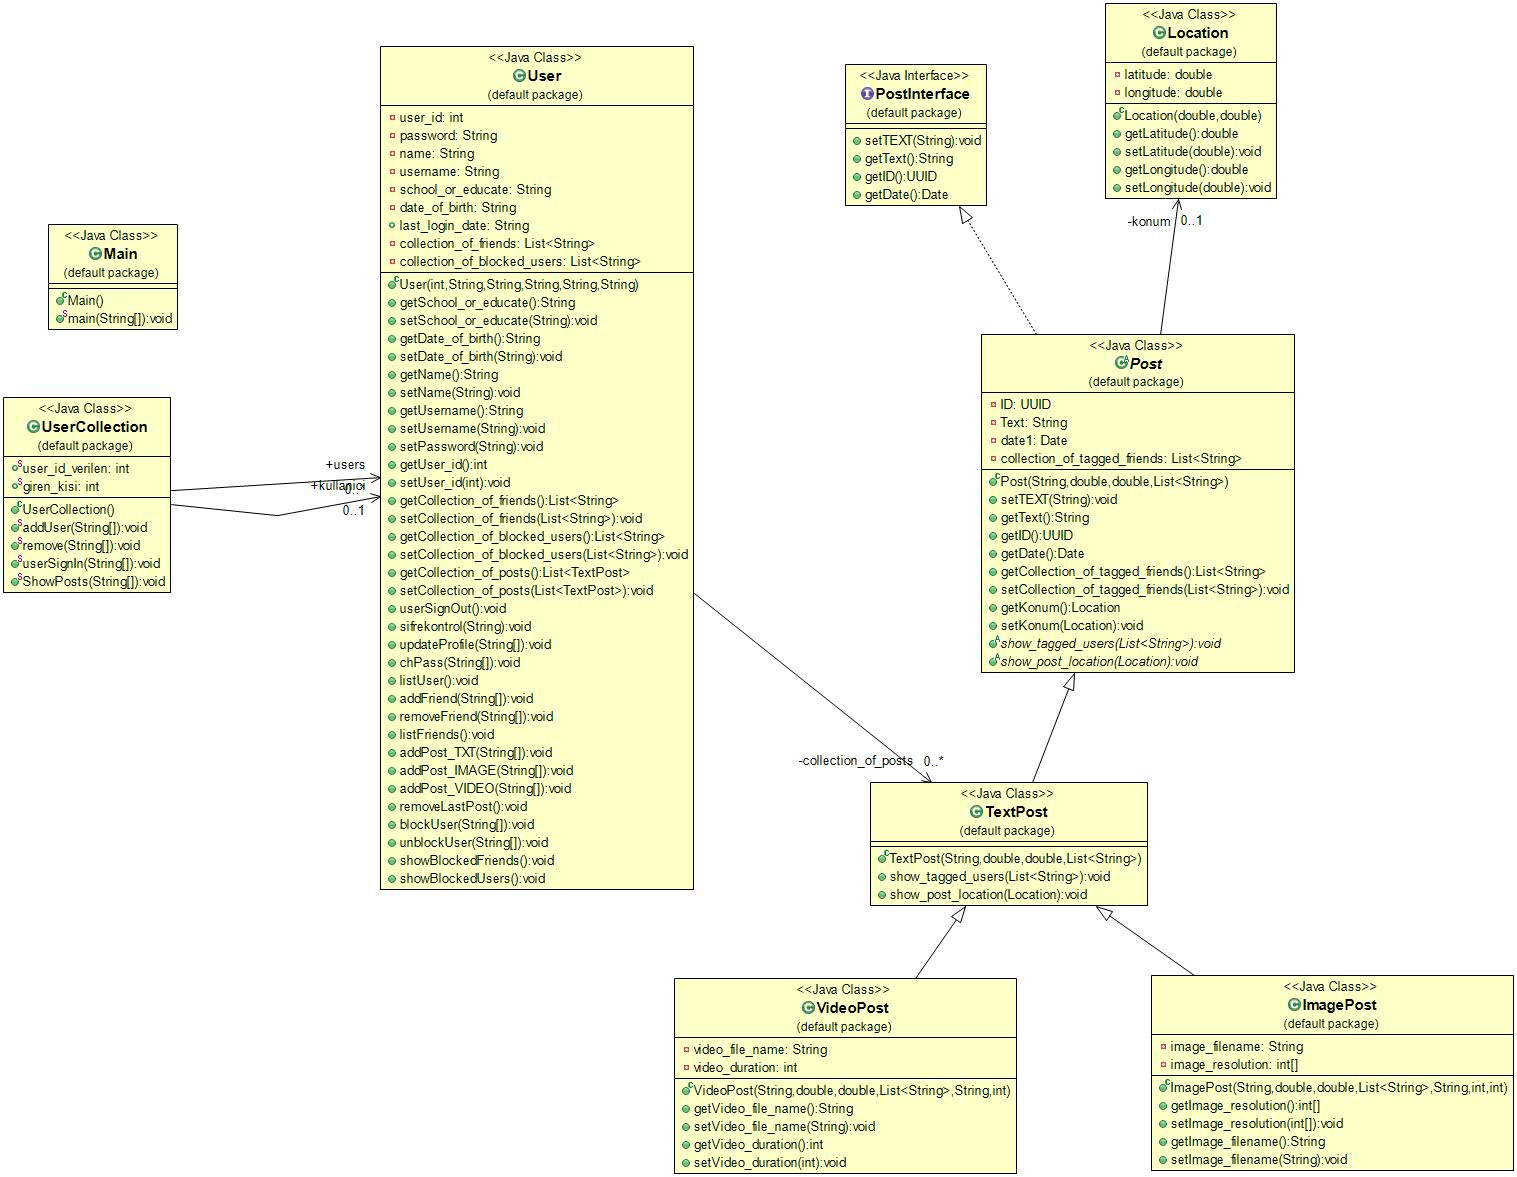 <<Java Class>>
Main
(default package)
Main()
main(String[]):void
<<Java Class>>
UserCollection
(default package)
user_id_verilen: int
giren_kisi: int
UserCollection()
addUser(String[]):void
remove(String[]):void
userSignIn(String[]):void
ShowPosts(String[]):void
+users
+kullanici
0..1
<<Java Class>>
User
(default package)
user_id: int
password: String
name: String
username: String
school_or_educate: String
date_of_birth: String
last_login_date: String
collection_of_friends: List<String>
collection_of_blocked_users: List<String>
User(int,String,String,String,String,String)
getSchool_or_educate():String
setSchool_or_educate(String):void
getDate_of_birth():String
setDate_of_birth(String):void
getName():String
setName(String):void
getUsername():String
setUsername(String):void
setPassword(String):void
getUser_id():int
setUser_id(int):void
getCollection_of_friends():List<String>
setCollection_of_friends(List<String>):void
getCollection_of_blocked_users():List<String>
setCollection_of_blocked_users(List<String>):void
getCollection_of_posts():List<TextPost>
setCollection_of_posts(List<TextPost>):void
userSignOut():void
sifrekontrol(String):void
updateProfile(String[]):void
chPass(String[]):void
listUser():void
addFriend(String[]):void
removeFriend(String[]):void
listFriends():void
addPost_TXT(String[]):void
addPost_IMAGE(String[]):void
addPost_VIDEO(String[]):void
removeLastPost():void
blockUser(String[]):void
unblockUser(String[]):void
showBlockedFriends():void
showBlockedUsers():void
<<Java Interface>>
PostInterface
(default package)
setTEXT(String):void
getText():String
getID():UUID
getDate():Date
<<Java Class>>
Location
(default package)
latitude: double
longitude: double
Location(double,double)
getLatitude():double
setLatitude(double):void
getLongitude():double
setLongitude(double):void
-konum 0..1
<<Java Class>>
Post
(default package)
ID: UUID
Text: String
date1: Date
collection_of_tagged_friends: List<String>
Post(String,double,double,List<String>)
setTEXT(String):void
getText():String
getID():UUID
getDate():Date
getCollection_of_tagged_friends():List<String>
setCollection_of_tagged_friends(List<String>):void
getKonum():Location
setKonum(Location):void
show_tagged_users(List<String>):void
show_post_location(Location):void
-collection_of_posts 0..*
<<Java Class>>
TextPost
(default package)
TextPost(String,double,double,List<String>)
show_tagged_users(List<String>):void
show_post_location(Location):void
<<Java Class>>
VideoPost
(default package)
video_file_name: String
video_duration: int
VideoPost(String,double,double,List<String>,String,int)
getVideo_file_name():String
setVideo_file_name(String):void
getVideo_duration():int
setVideo_duration(int):void
<<Java Class>>
ImagePost
(default package)
image_filename: String
image_resolution: int[]
ImagePost(String,double,double,List<String>,String,int,int)
getImage_resolution():int[]
setImage_resolution(int[]):void
getImage_filename():String
setImage_filename(String):void